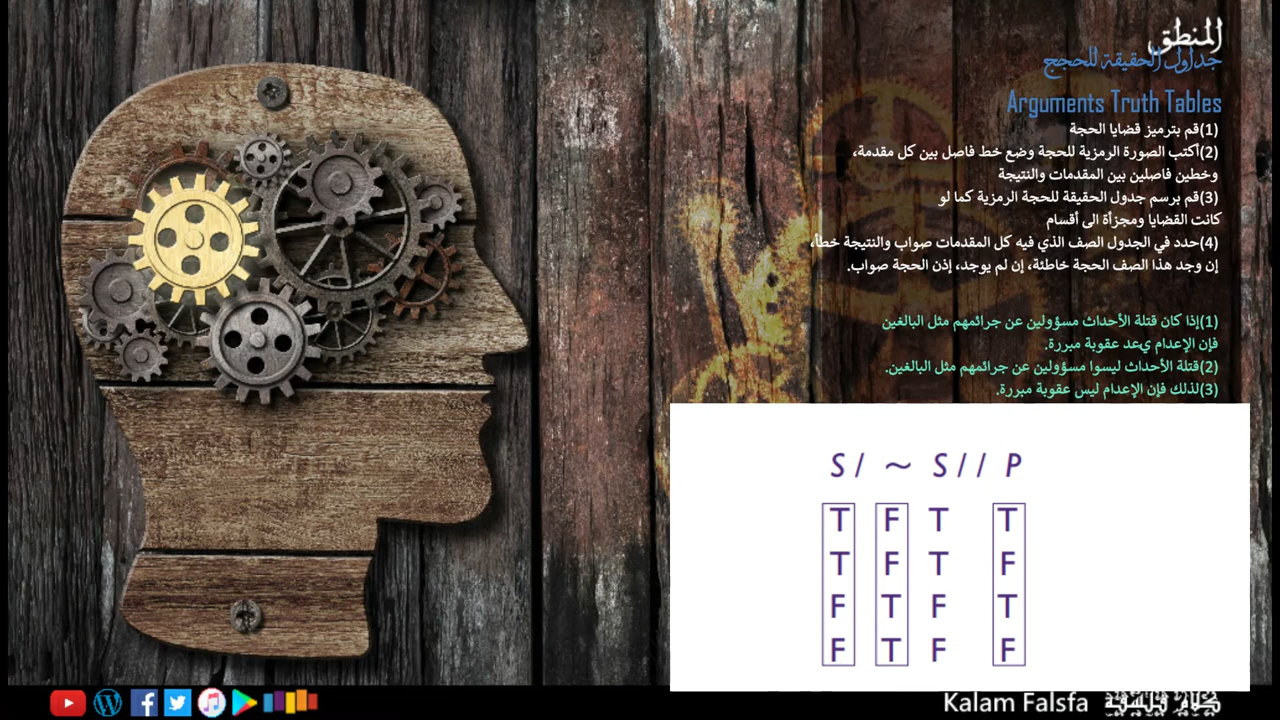 المنطق
جداول الحقيقة للحجج
Arguments Truth Tables
(1)قم بترميز قضايا الحجة
(2)أكتب الصورة الرمزية للحجة وضع خط فاصل بين كل مقدمة،
وخطين فاصلين بين المقدمات والنتيجة
(3)قم برسم جدول الحقيقة للحجة الرمزية كما لو
كانت القضايا ومجزأة الى أقسام
(4)حدد في الجدول الصف الذي فيه كل المقدمات صواب والنتيجة خطأ،
إن وجد هذا الصف الحجة خاطئة، إن لم يوجد، إذن الحجة صواب.
(1)إذا كان قتلة الأحداث مسؤولين عن جرائمهم مثل البالغين
فإن الإعدام يعد عقوبة مبررة.
(2)قتلة الأحداث ليسوا مسؤولين عن جرائمهم مثل البالغين.
(3)لذلك فإن الإعدام ليس عقوبة مبررة.
S / ~ S / / P
T F T T
T F T F
F T F T
F T F F
Kalam Falsfa كلام فلسفة